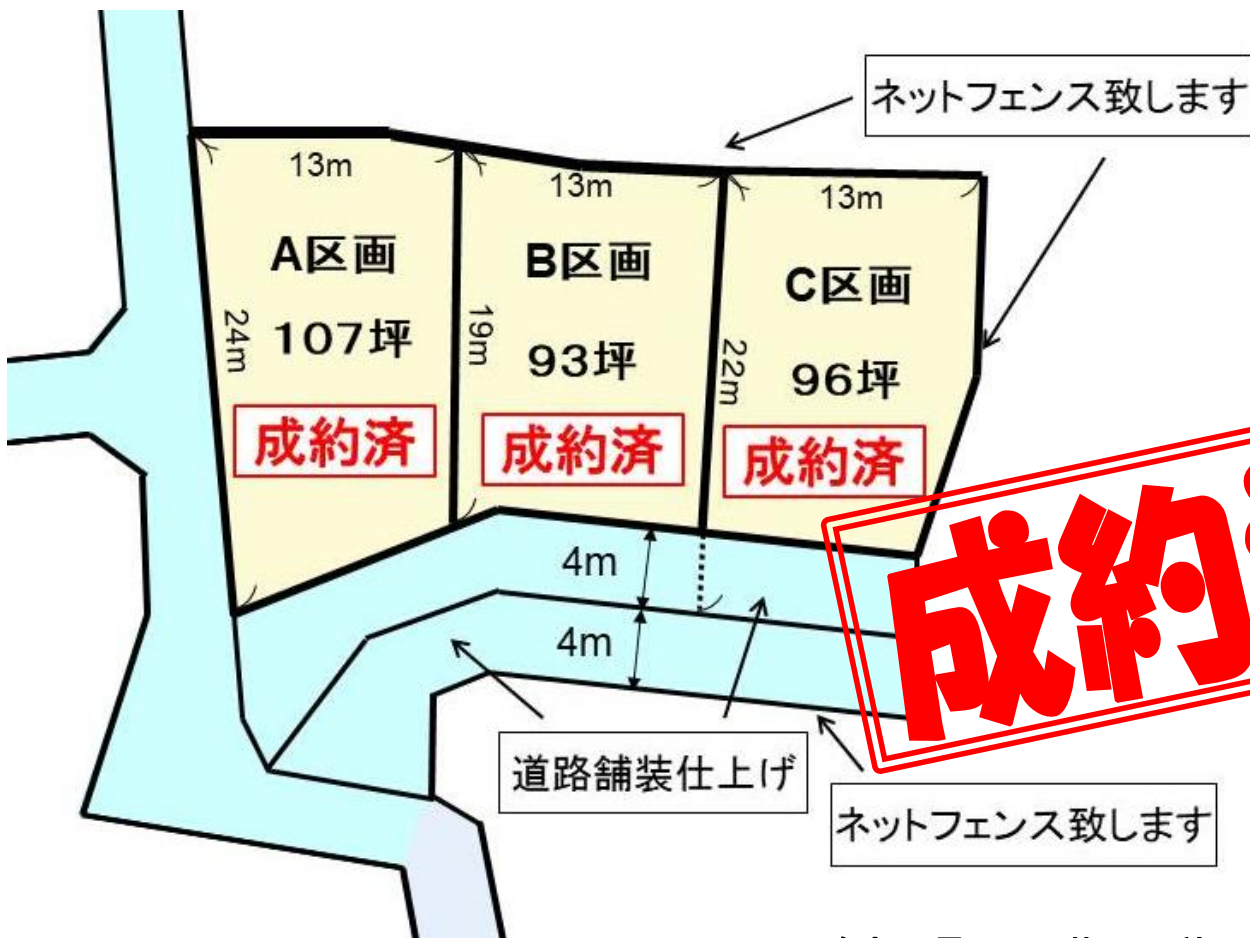 ネットフェンス致します
13m
13m
13m
A区画
B区画
C区画
24m
107坪
19m
93坪
22m
96坪
成約済
成約済
成約済
成約
4m
4m
道路舗装仕上げ
ネットフェンス致します